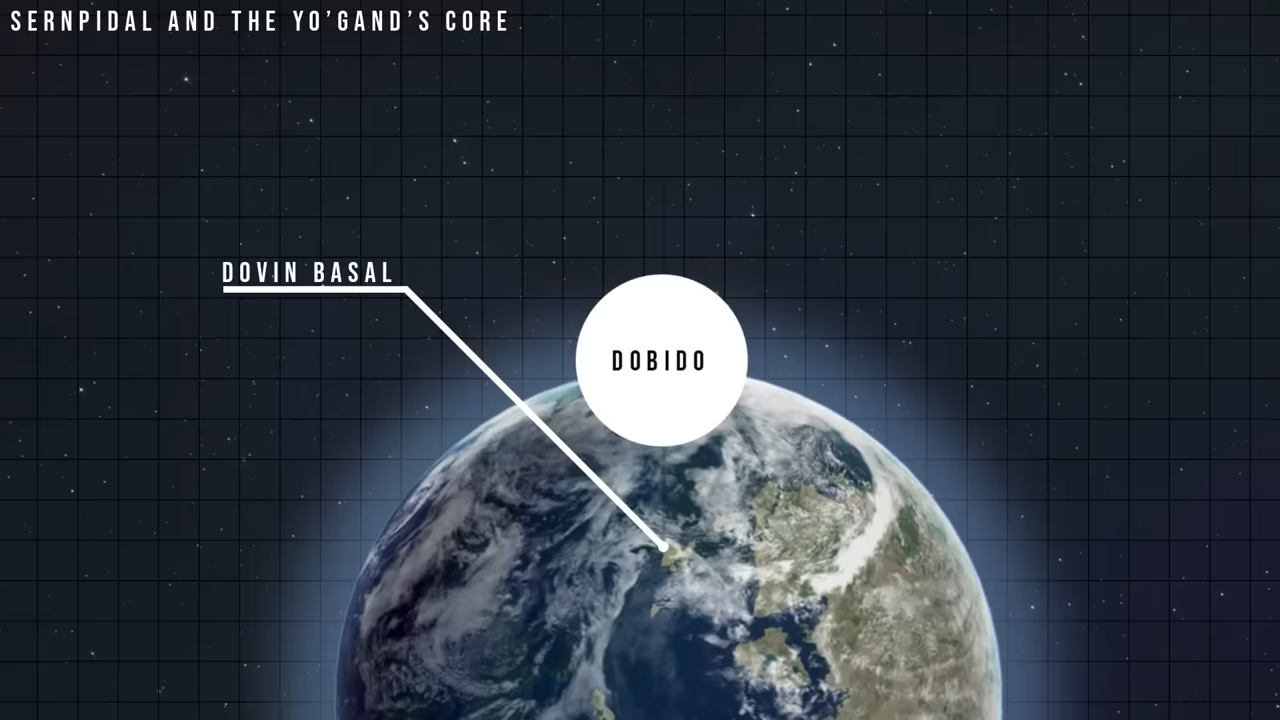 SERNPIDAL AND THE YO’GAND’S CORE
DOVIN BASAL
DOBIDO